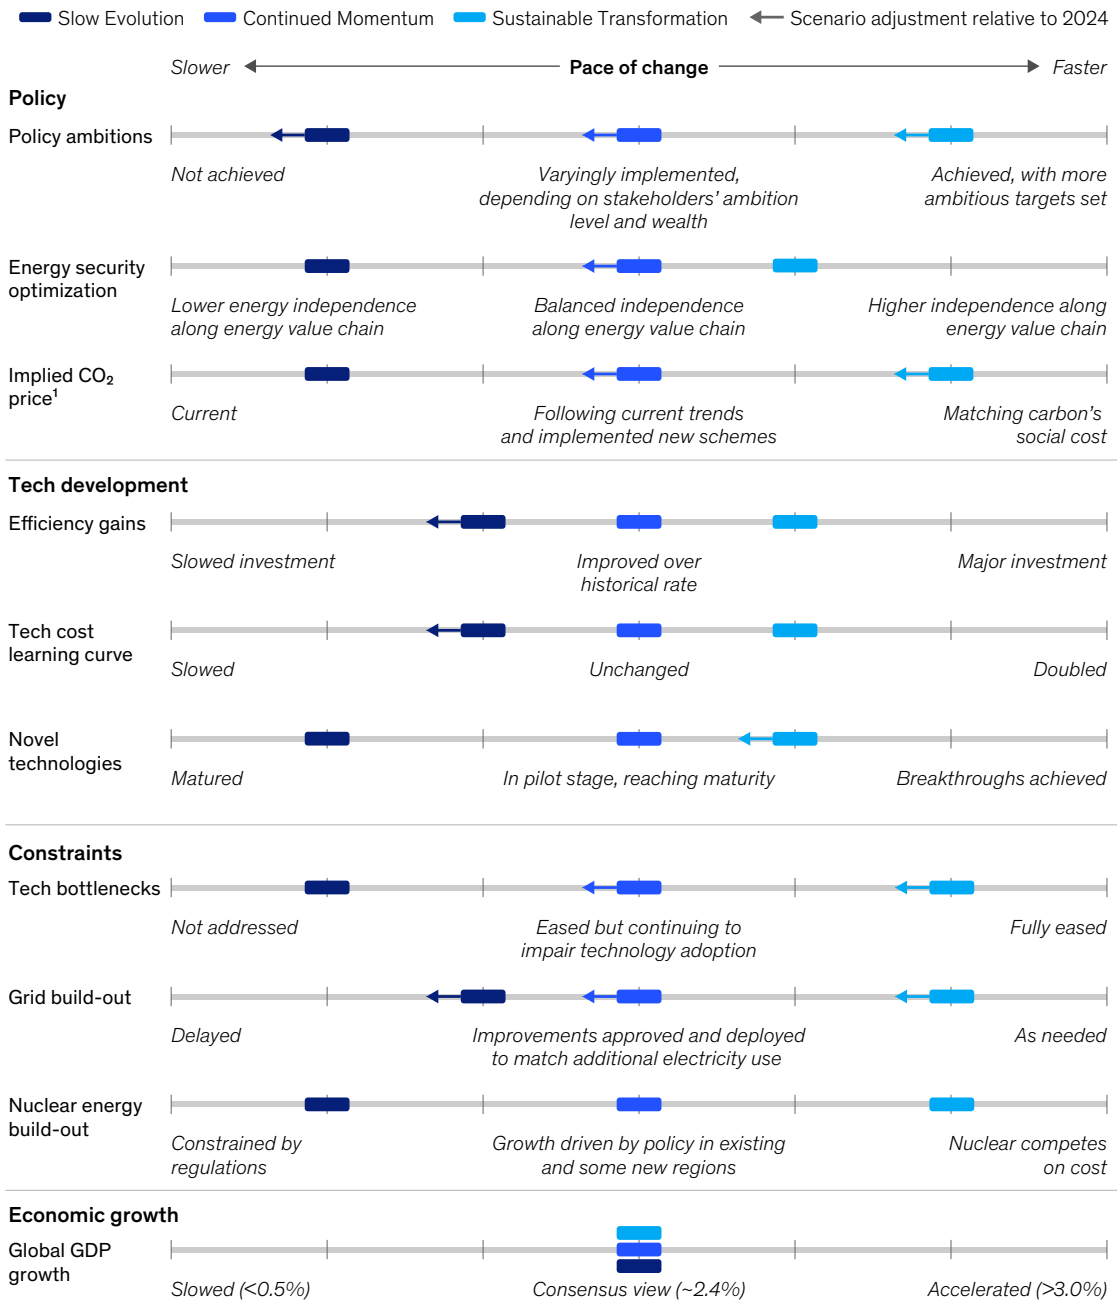 Slow Evolution Continued Momentum Sustainable Transformation Scenario adjustment relative to 2024
Slower Pace of change Faster
Policy
Policy ambitions
Not achieved
Varyingly implemented,
depending on stakeholders’ ambition
level and wealth
Achieved, with more
ambitious targets set
Energy security
optimization
Lower energy independence
along energy value chain
Balanced independence
along energy value chain
Higher independence along
energy value chain
Implied CO₂
price¹
Current
Following current trends
and implemented new schemes
Matching carbon’s
social cost
Tech development
Efficiency gains
Slowed investment
Improved over
historical rate
Major investment
Tech cost
learning curve
Slowed
Unchanged
Doubled
Novel
technologies
Matured
In pilot stage, reaching maturity
Breakthroughs achieved
Constraints
Tech bottlenecks
Not addressed
Eased but continuing to
impair technology adoption
Fully eased
Grid build-out
Delayed
Improvements approved and deployed
to match additional electricity use
As needed
Nuclear energy
build-out
Constrained by
regulations
Growth driven by policy in existing
and some new regions
Nuclear competes
on cost
Economic growth
Global GDP
growth
Slowed (<0.5%)
Consensus view (~2.4%)
Accelerated (>3.0%)